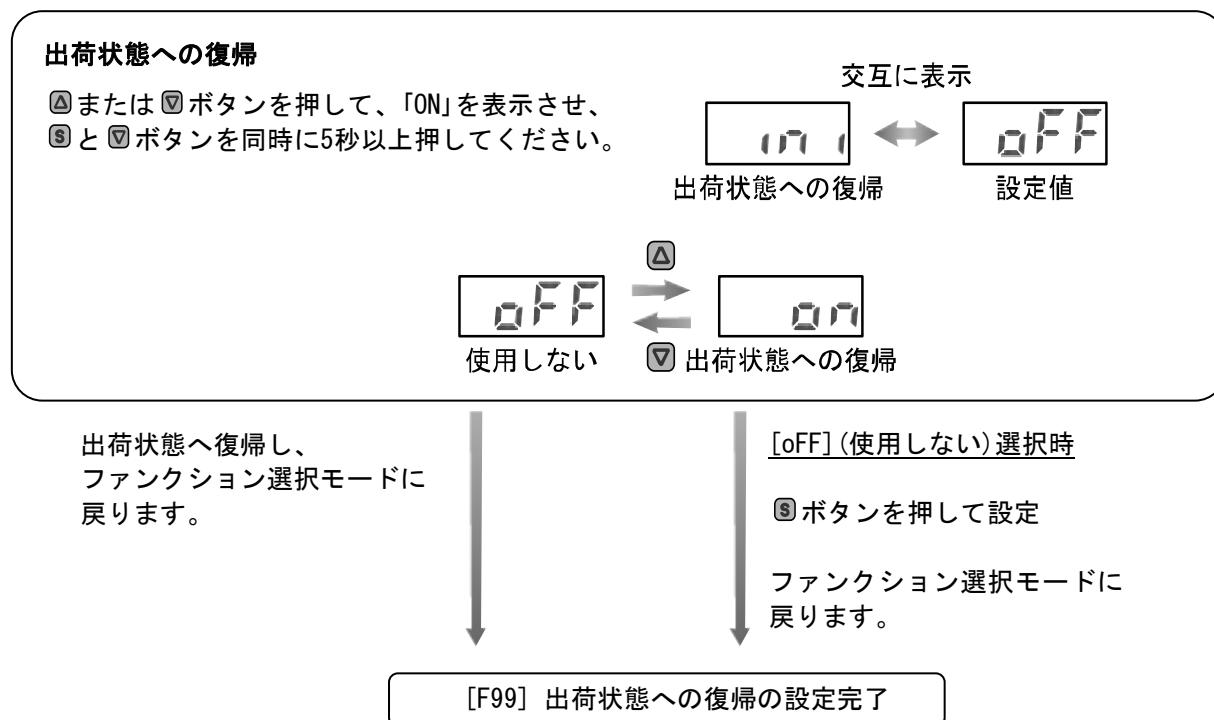 出荷状態への復帰
△または▽ボタンを押して、｢ON｣を表示させ、
Sと▽ボタンを同時に5秒以上押してください。
交互に表示
ini
oFF
出荷状態への復帰
設定値
△
oFF
on
使用しない
▽
出荷状態への復帰
出荷状態へ復帰し、
ファンクション選択モードに
戻ります。
[oFF](使用しない)選択時
Sボタンを押して設定
ファンクション選択モードに
戻ります。
[F99] 出荷状態への復帰の設定完了